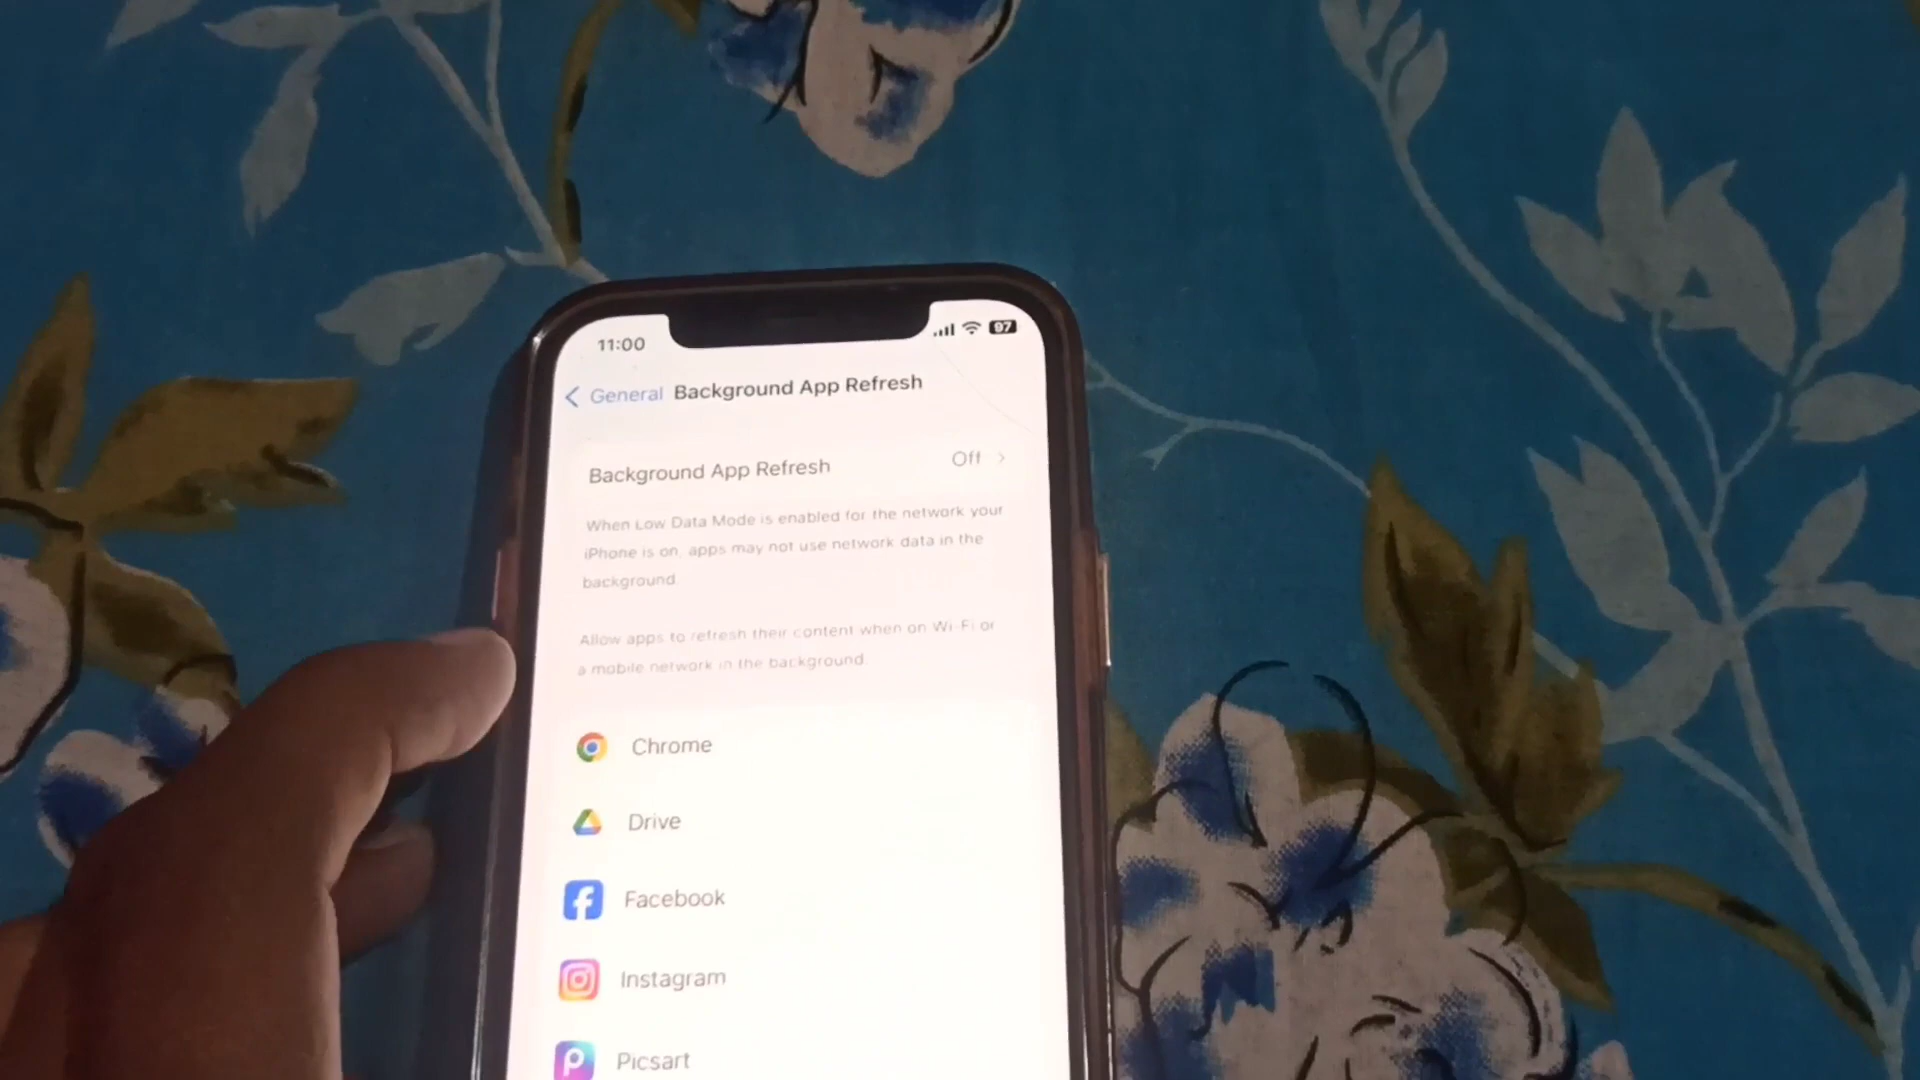 11:00
97
General Background App Refresh
Background App Refresh Off
When Low Data Mode is enabled for the network your
iPhone is on, apps may not use network data in the
background.
Allow apps to refresh their content when on Wi-Fi or
a mobile network in the background.
Chrome
Drive
Facebook
Instagram
Picsart